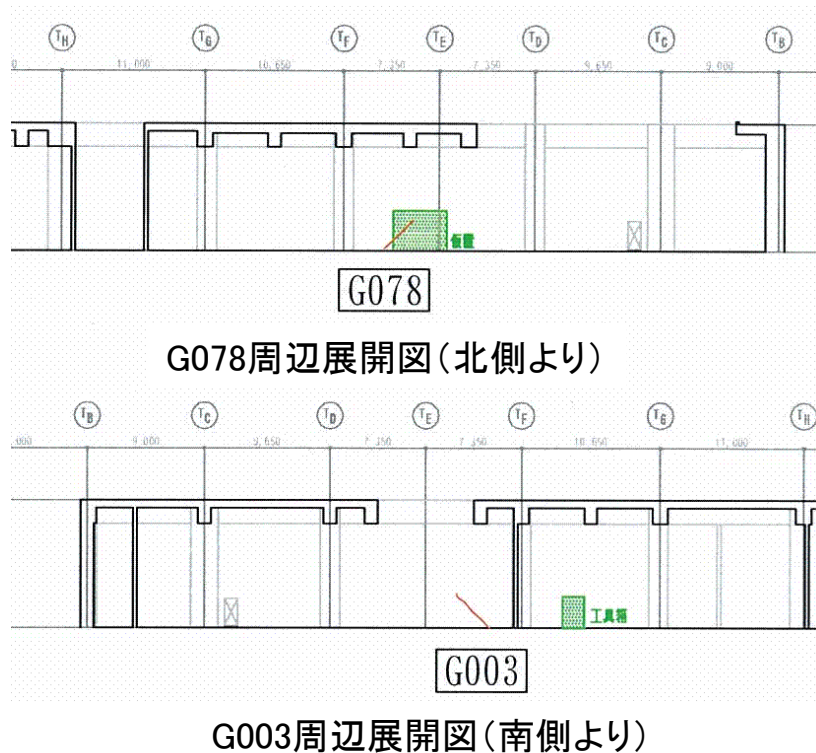 TH TG TF TE TD TC TB
11,000 10,650 7,350 7,350 9,650 9,000
仮置
G078
G078周辺展開図(北側より)
TB TC TD TE TF TG TH
,000 9,000 9,650 7,350 7,350 10,650 11,000
工具箱
G003
G003周辺展開図(南側より)